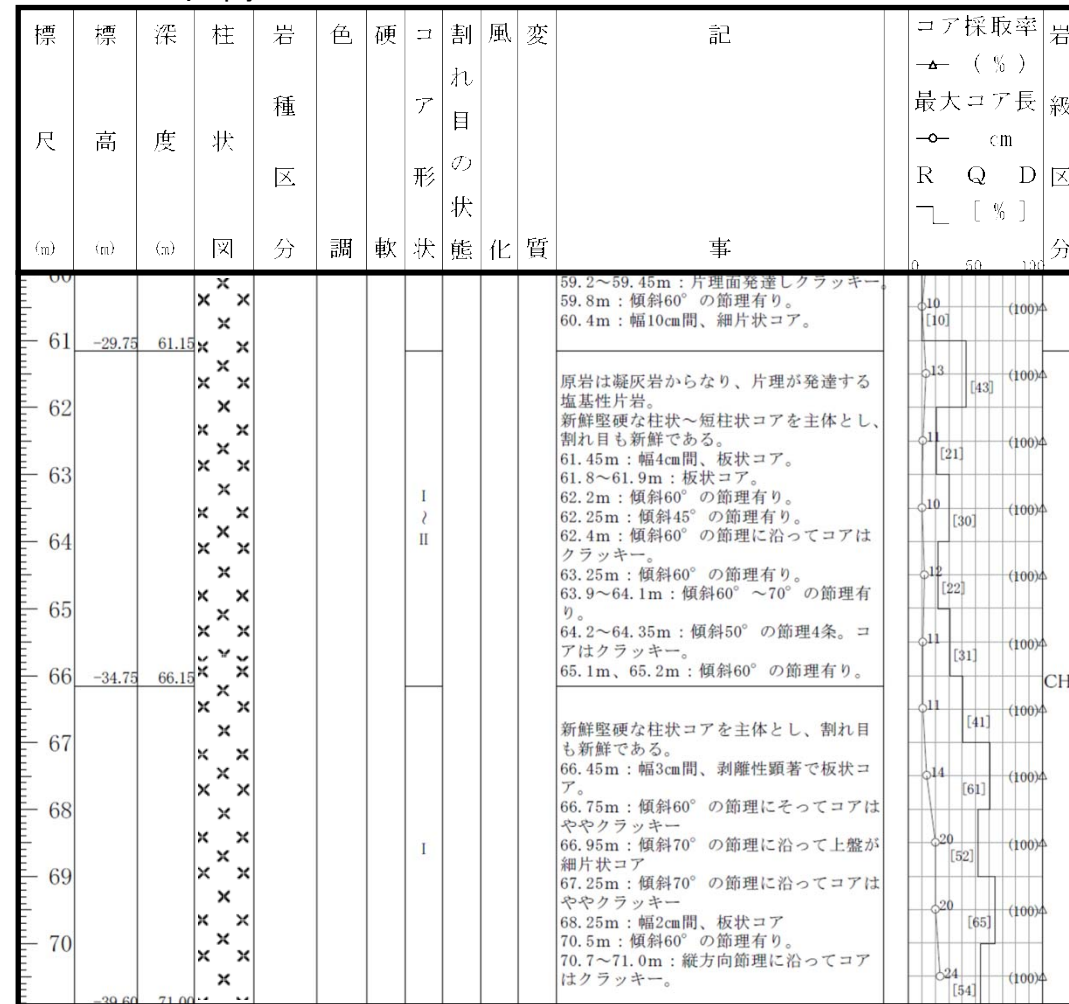 標尺(m)
標高(m)
深度(m)
柱状図
岩種区分
色調
硬軟
コア形状
割れ目の状態
風化
変質
記事
コア採取率
(%)
最大コア長
cm
R Q D
[%]
0 50 100
岩級区分
59.2~59.45m:片理面発達しクラッキー。
59.8m:傾斜60°の節理有り。
60.4m:幅10㎝間、細片状コア。
10 (100)
[10]
61 -29.75 61.15
原岩は凝灰岩からなり、片理が発達する
塩基性片岩。
新鮮堅硬な柱状~短柱状コアを主体とし、
割れ目も新鮮である。
61.45m:幅4㎝間、板状コア。
61.8~61.9m:板状コア。
62.2m:傾斜60°の節理有り。
62.25m:傾斜45°の節理有り。
62.4m:傾斜60°の節理に沿ってコアは
クラッキー。
63.25m:傾斜60°の節理有り。
63.9~64.1m:傾斜60°~70°の節理有
り。
64.2~64.35m:傾斜50°の節理4条。コ
アはクラッキー。
65.1m、65.2m:傾斜60°の節理有り。
I
~
II
13 (100)
[43]
62
11 (100)
[21]
63
10 (100)
[30]
64
12 (100)
[22]
65
11 (100)
[31]
66 -34.75 66.15
CH
新鮮堅硬な柱状コアを主体とし、割れ目
も新鮮である。
66.45m:幅3㎝間、剥離性顕著で板状コ
ア。
66.75m:傾斜60°の節理にそってコアは
ややクラッキー
66.95m:傾斜70°の節理に沿って上盤が
細片状コア
67.25m:傾斜70°の節理に沿ってコアは
ややクラッキー
68.25m:幅2㎝間、板状コア
70.5m:傾斜60°の節理有り。
70.7~71.0m:縦方向節理に沿ってコア
はクラッキー。
I
11 (100)
[41]
67
14 (100)
[61]
68
20 (100)
[52]
69
20 (100)
[65]
70
24 (100)
[54]
-39.60 71.00